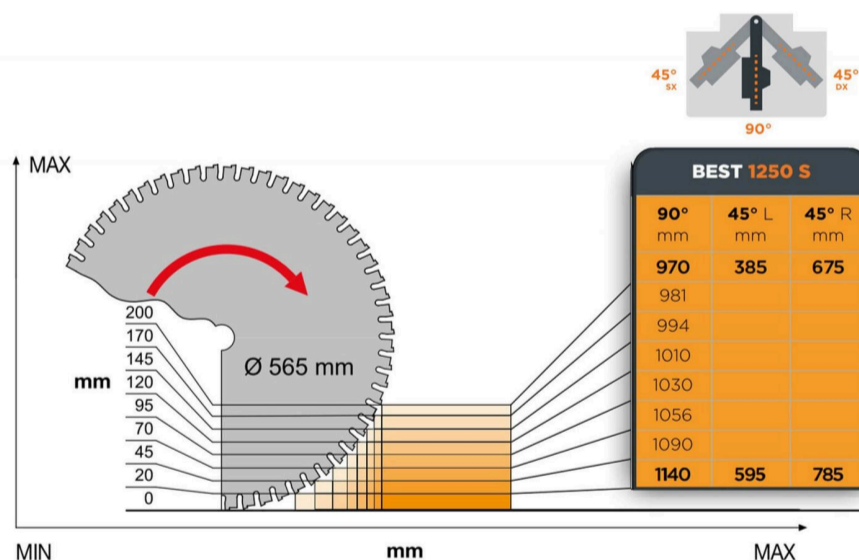 45° 45°
SX DX
90°
MAX
BEST 1250 S
90° 45° L 45° R
mm mm mm
970 385 675
981
994
1010
1030
1056
1090
1140 595 785
200
170
145
120
95
70
45
20
0
mm
Ø 565 mm
MIN mm MAX